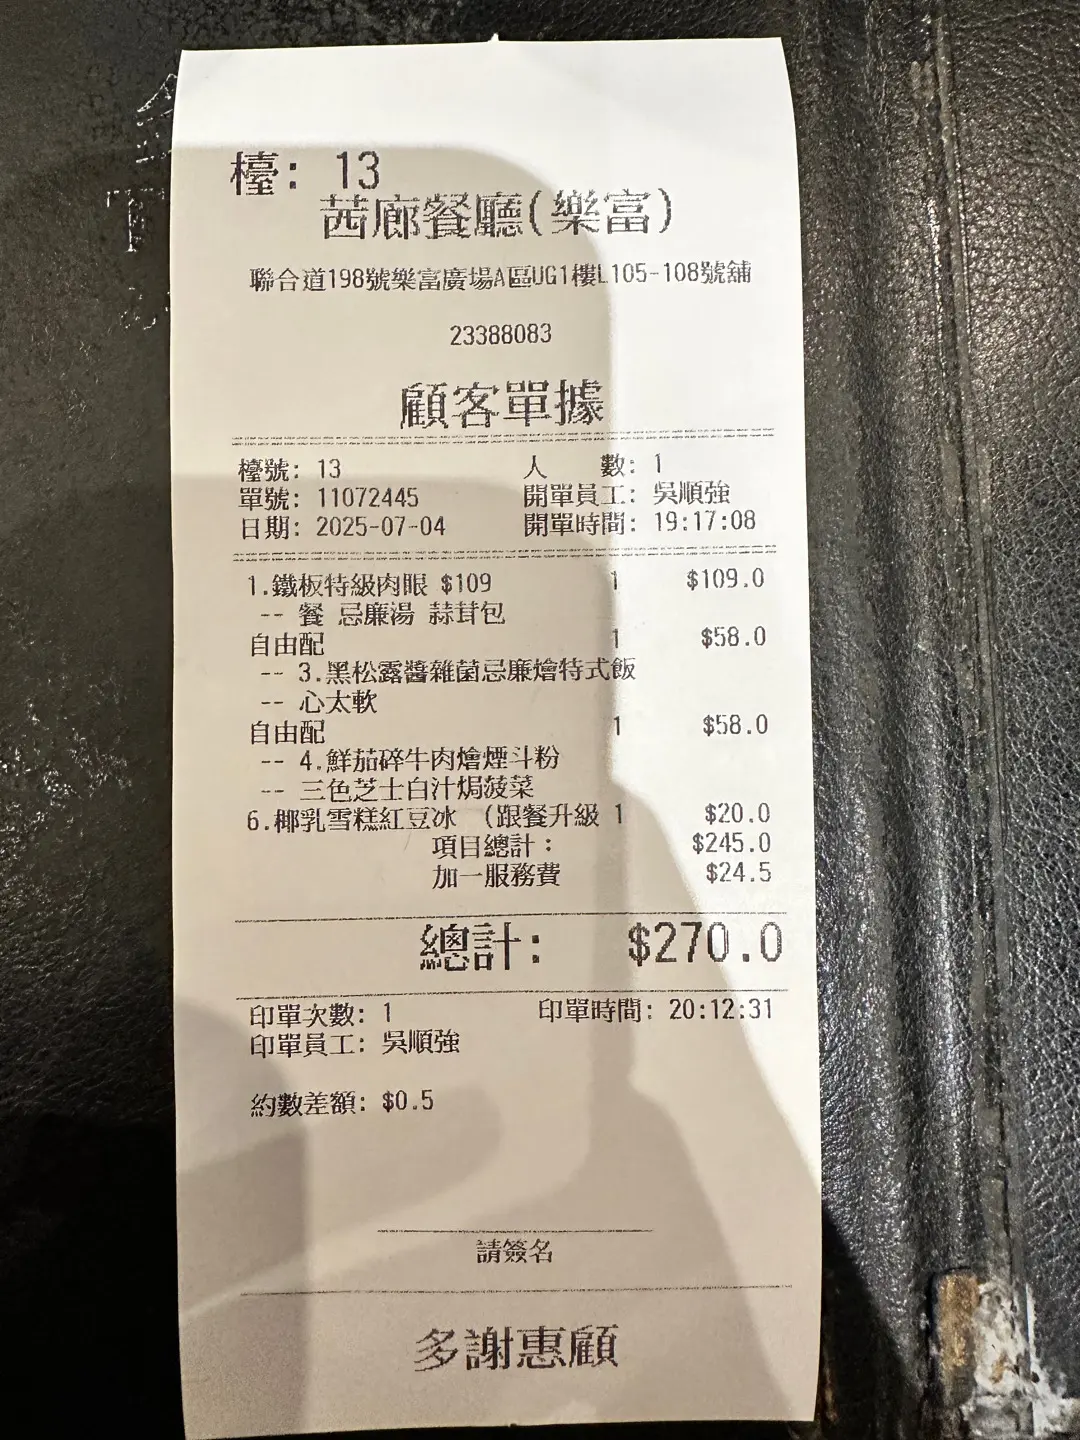 檯: 13
茜廊餐廳(樂富)
聯合道198號樂富廣場A區UG1樓L105-108號舖
23388083
顧客單據
檯號: 13 人 數: 1
單號: 11072445 開單員工: 吳順強
日期: 2025-07-04 開單時間: 19:17:08
1.鐵板特級肉眼 $109 1 $109.0
-- 餐 忌廉湯 蒜茸包
自由配 1 $58.0
-- 3.黑松露醬雜菌忌廉燴特式飯
-- 心太軟
自由配 1 $58.0
-- 4.鮮茄碎牛肉燴煙斗粉
-- 三色芝士白汁焗菠菜
6.椰乳雪糕紅豆冰 (跟餐升級 1 $20.0
項目總計: $245.0
加一服務費 $24.5
總計: $270.0
印單次數: 1 印單時間: 20:12:31
印單員工: 吳順強
約數差額: $0.5
請簽名
多謝惠顧